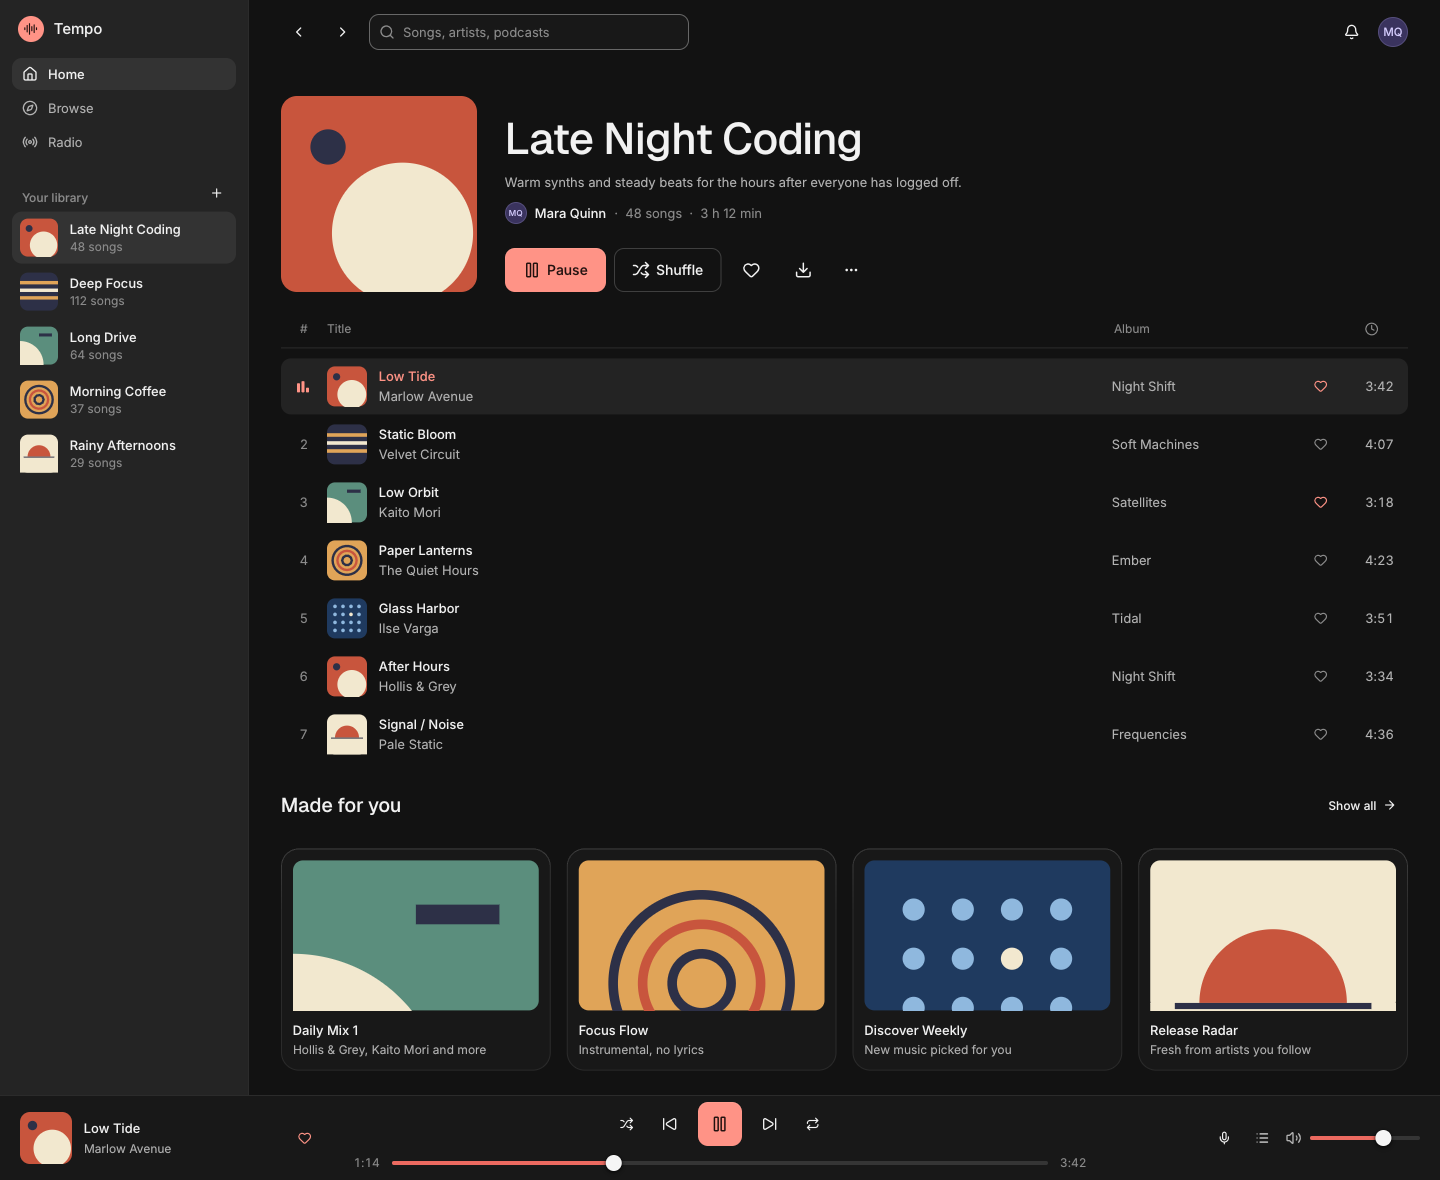 Tempo
Home
Browse
Radio
Your library
Late Night Coding
48 songs
Deep Focus
112 songs
Long Drive
64 songs
Morning Coffee
37 songs
Rainy Afternoons
29 songs
Songs, artists, podcasts
MQ
Late Night Coding
Warm synths and steady beats for the hours after everyone has logged off.
MQ Mara Quinn · 48 songs · 3 h 12 min
Pause Shuffle
# Title Album
Low Tide
Marlow Avenue
Night Shift 3:42
2 Static Bloom
Velvet Circuit
Soft Machines 4:07
3 Low Orbit
Kaito Mori
Satellites 3:18
4 Paper Lanterns
The Quiet Hours
Ember 4:23
5 Glass Harbor
Ilse Varga
Tidal 3:51
6 After Hours
Hollis & Grey
Night Shift 3:34
7 Signal / Noise
Pale Static
Frequencies 4:36
Made for you
Show all
Daily Mix 1
Hollis & Grey, Kaito Mori and more
Focus Flow
Instrumental, no lyrics
Discover Weekly
New music picked for you
Release Radar
Fresh from artists you follow
Low Tide
Marlow Avenue
1:14 3:42